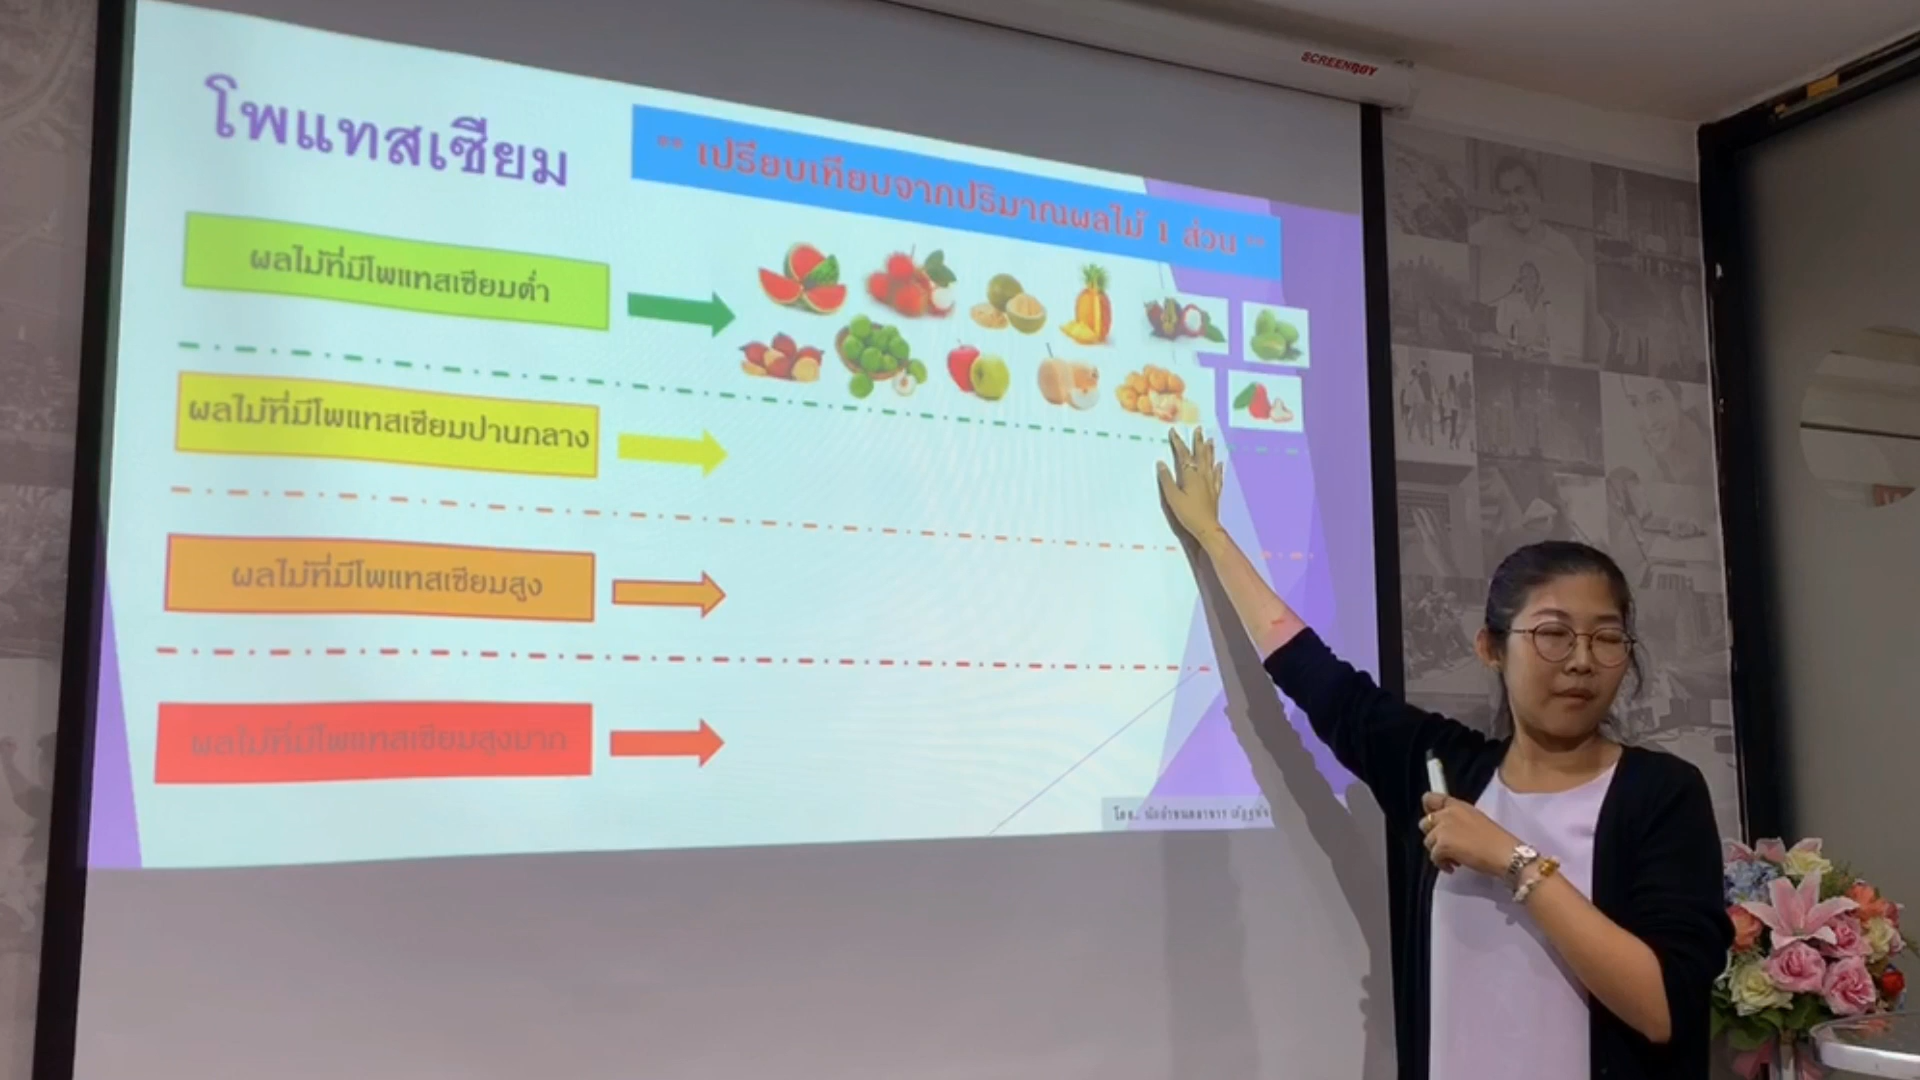 SCREENBOY
โพแทสเซียม
** เปรียบเทียบจากปริมาณผลไม้ 1 ส่วน **
ผลไม้ที่มีโพแทสเซียมต่ำ
ผลไม้ที่มีโพแทสเซียมปานกลาง
ผลไม้ที่มีโพแทสเซียมสูง
ผลไม้ที่มีโพแทสเซียมสูงมาก
โดย..